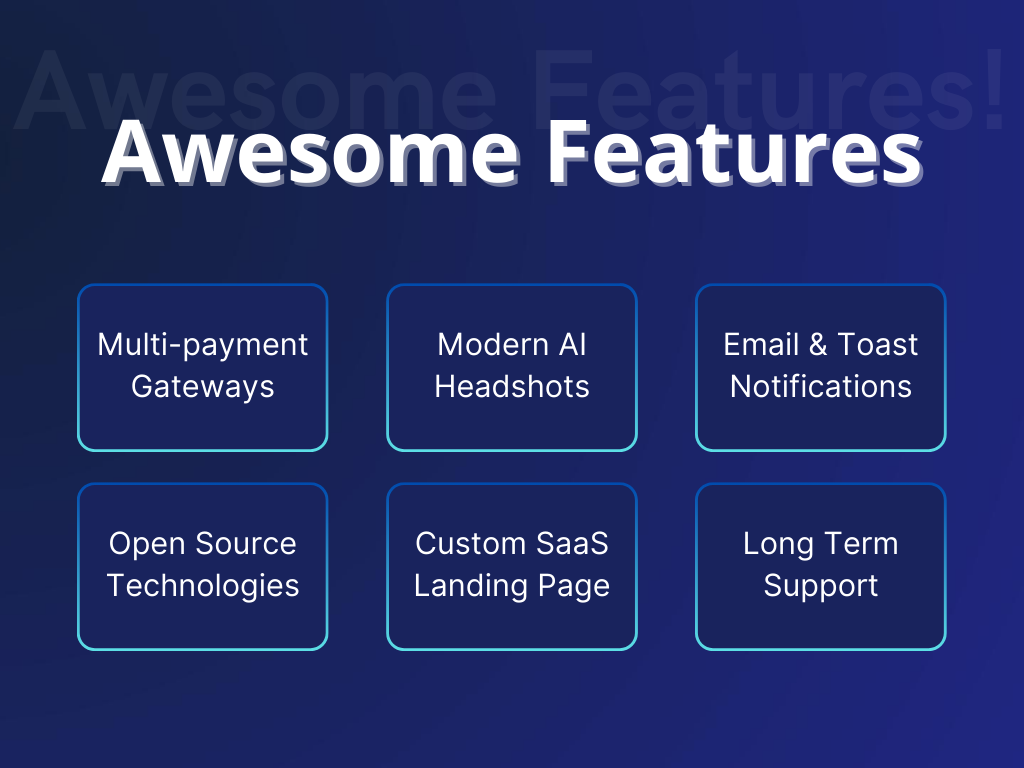 Awesome Features!
Awesome Features
Multi-payment
Gateways
Modern AI
Headshots
Email & Toast
Notifications
Open Source
Technologies
Custom SaaS
Landing Page
Long Term
Support